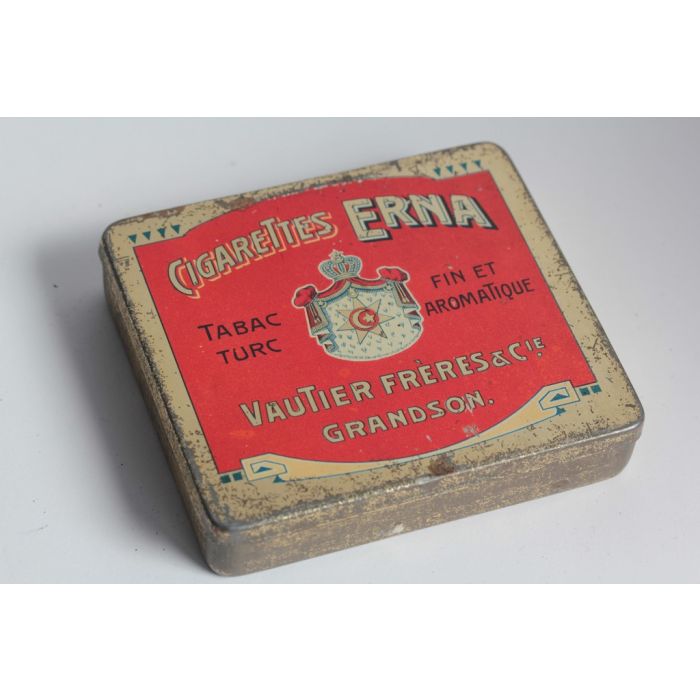 CIGARETTES ERNA
TABAC TURC
FIN ET AROMATIQUE
VAUTIER FRÈRES & CIE.
GRANDSON.